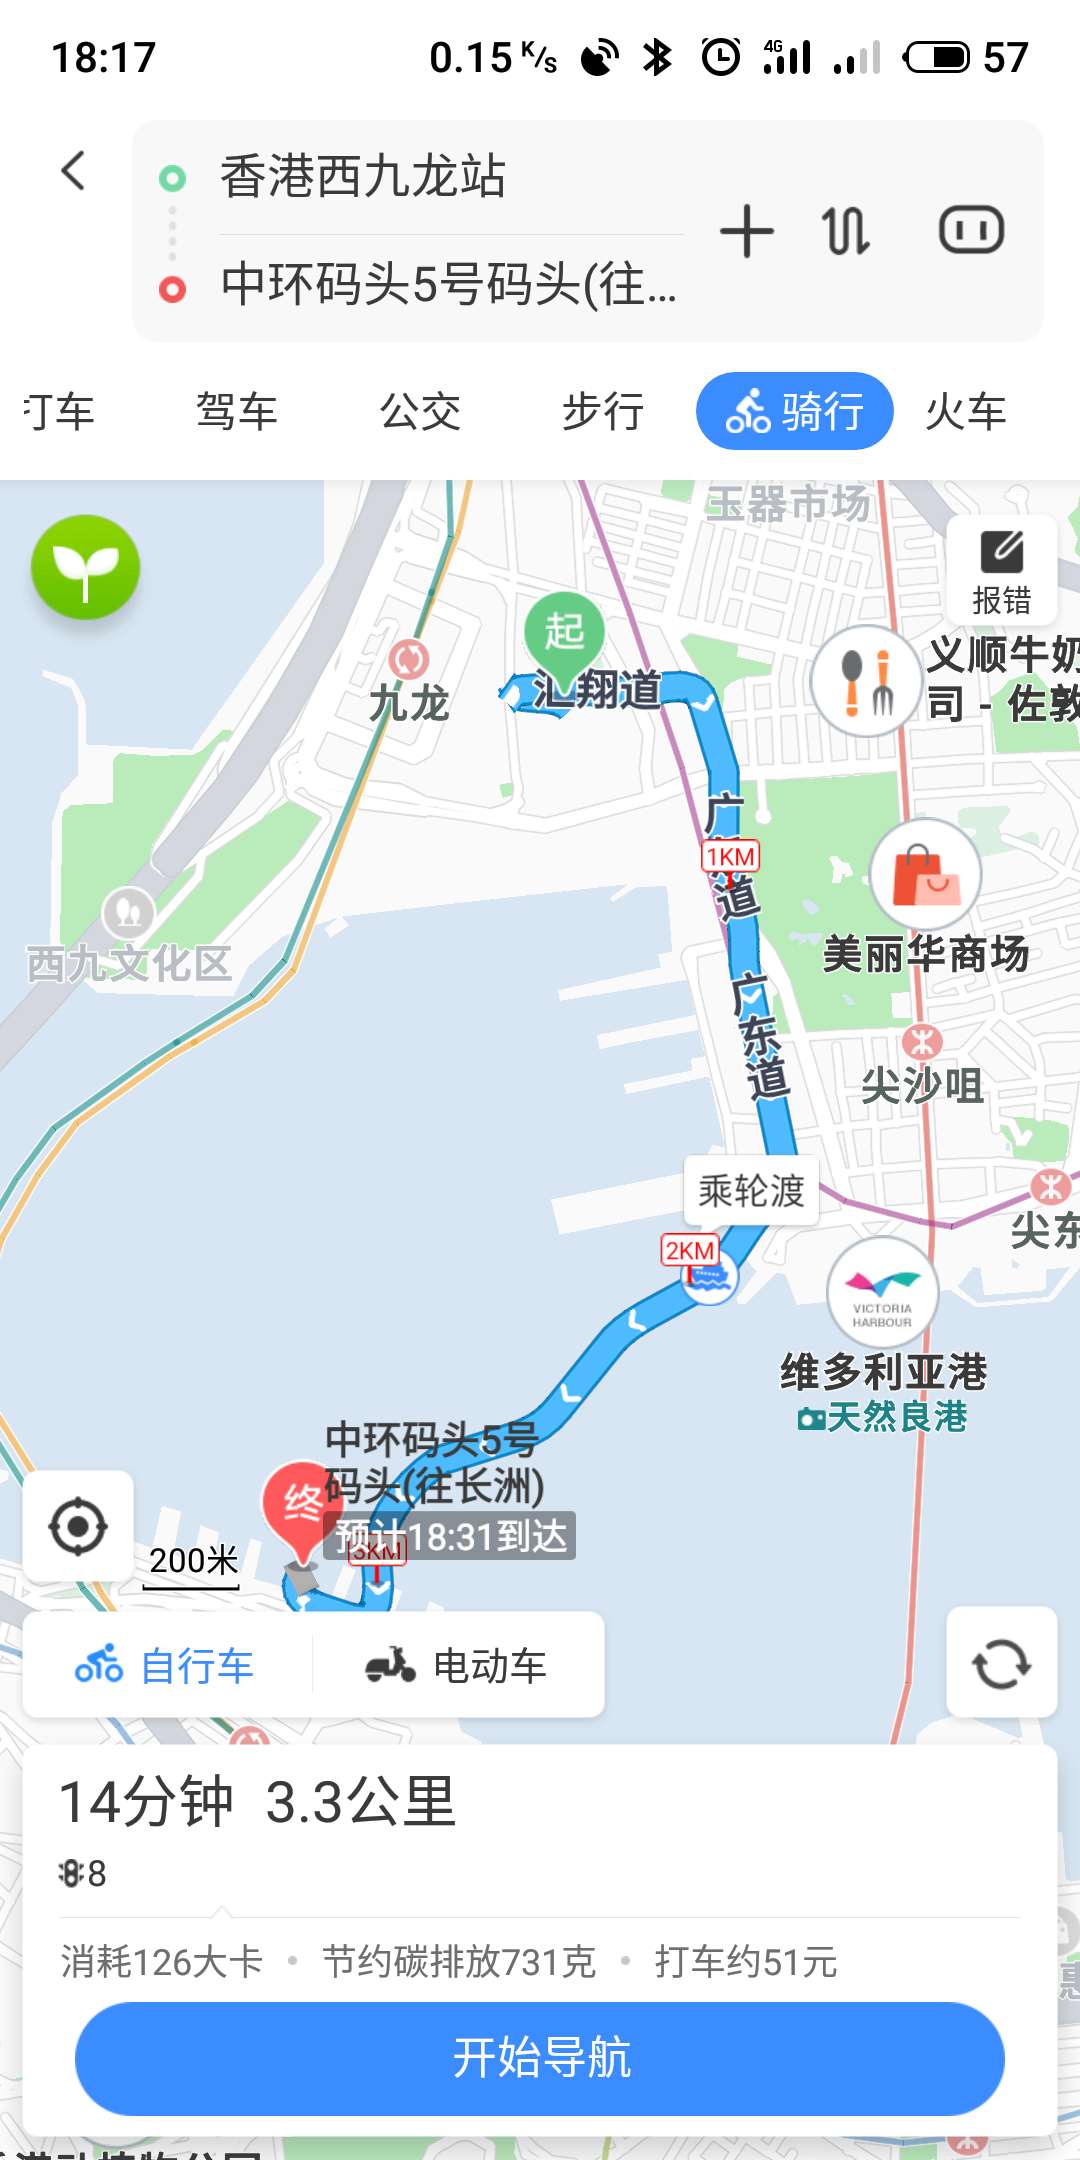 18:17
0.15 K/s
4G
57
香港西九龙站
中环码头5号码头(往...
打车
驾车
公交
步行
骑行
火车
玉器市场
报错
起
汇翔道
九龙
义顺牛奶
司 - 佐敦
广
道
1KM
西九文化区
美丽华商场
广东道
尖沙咀
乘轮渡
尖东
2KM
VICTORIA
HARBOUR
维多利亚港
天然良港
中环码头5号
码头(往长洲)
终
预计18:31到达
3KM
200米
自行车
电动车
14分钟 3.3公里
8
消耗126大卡 • 节约碳排放731克 • 打车约51元
惠
开始导航